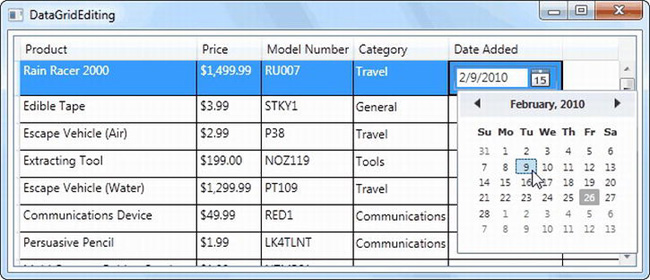 DataGridEditing
Product Price Model Number Category Date Added
Rain Racer 2000 $1,499.99 RU007 Travel 2/9/2010 15
Edible Tape $3.99 STKY1 General
Escape Vehicle (Air) $2.99 P38 Travel
Extracting Tool $199.00 NOZ119 Tools
Escape Vehicle (Water) $1,299.99 PT109 Travel
Communications Device $49.99 RED1 Communications
Persuasive Pencil $1.99 LK4TLNT Communications
February, 2010
Su Mo Tu We Th Fr Sa
31 1 2 3 4 5 6
7 8 9 10 11 12 13
14 15 16 17 18 19 20
21 22 23 24 25 26 27
28 1 2 3 4 5 6
7 8 9 10 11 12 13